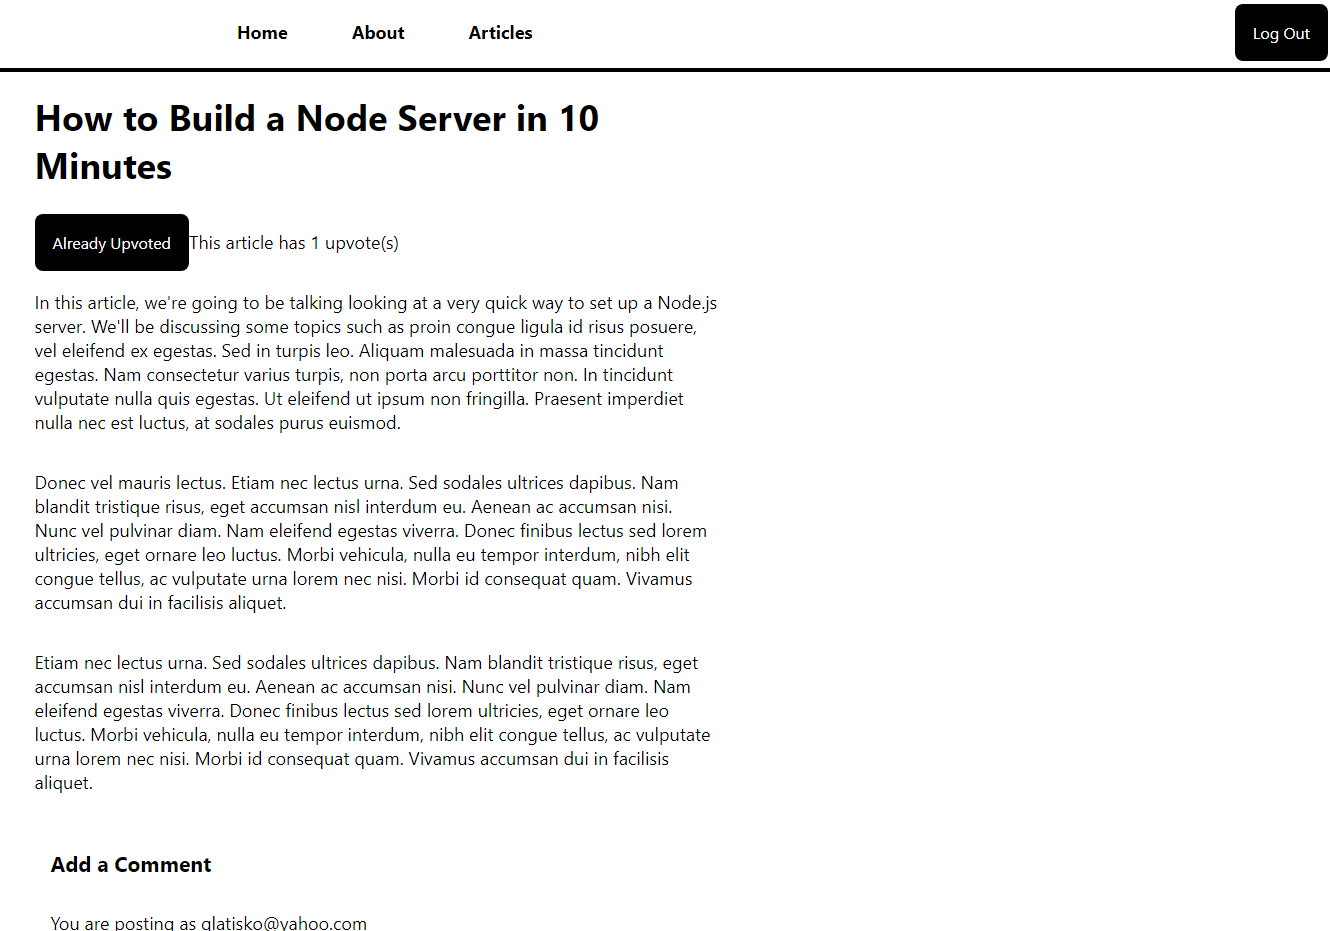 Home About Articles Log Out
How to Build a Node Server in 10
Minutes
Already Upvoted This article has 1 upvote(s)
In this article, we're going to be talking looking at a very quick way to set up a Node.js
server. We'll be discussing some topics such as proin congue ligula id risus posuere,
vel eleifend ex egestas. Sed in turpis leo. Aliquam malesuada in massa tincidunt
egestas. Nam consectetur varius turpis, non porta arcu porttitor non. In tincidunt
vulputate nulla quis egestas. Ut eleifend ut ipsum non fringilla. Praesent imperdiet
nulla nec est luctus, at sodales purus euismod.
Donec vel mauris lectus. Etiam nec lectus urna. Sed sodales ultrices dapibus. Nam
blandit tristique risus, eget accumsan nisl interdum eu. Aenean ac accumsan nisi.
Nunc vel pulvinar diam. Nam eleifend egestas viverra. Donec finibus lectus sed lorem
ultricies, eget ornare leo luctus. Morbi vehicula, nulla eu tempor interdum, nibh elit
congue tellus, ac vulputate urna lorem nec nisi. Morbi id consequat quam. Vivamus
accumsan dui in facilisis aliquet.
Etiam nec lectus urna. Sed sodales ultrices dapibus. Nam blandit tristique risus, eget
accumsan nisl interdum eu. Aenean ac accumsan nisi. Nunc vel pulvinar diam. Nam
eleifend egestas viverra. Donec finibus lectus sed lorem ultricies, eget ornare leo
luctus. Morbi vehicula, nulla eu tempor interdum, nibh elit congue tellus, ac vulputate
urna lorem nec nisi. Morbi id consequat quam. Vivamus accumsan dui in facilisis
aliquet.
Add a Comment
You are posting as glatisko@yahoo.com